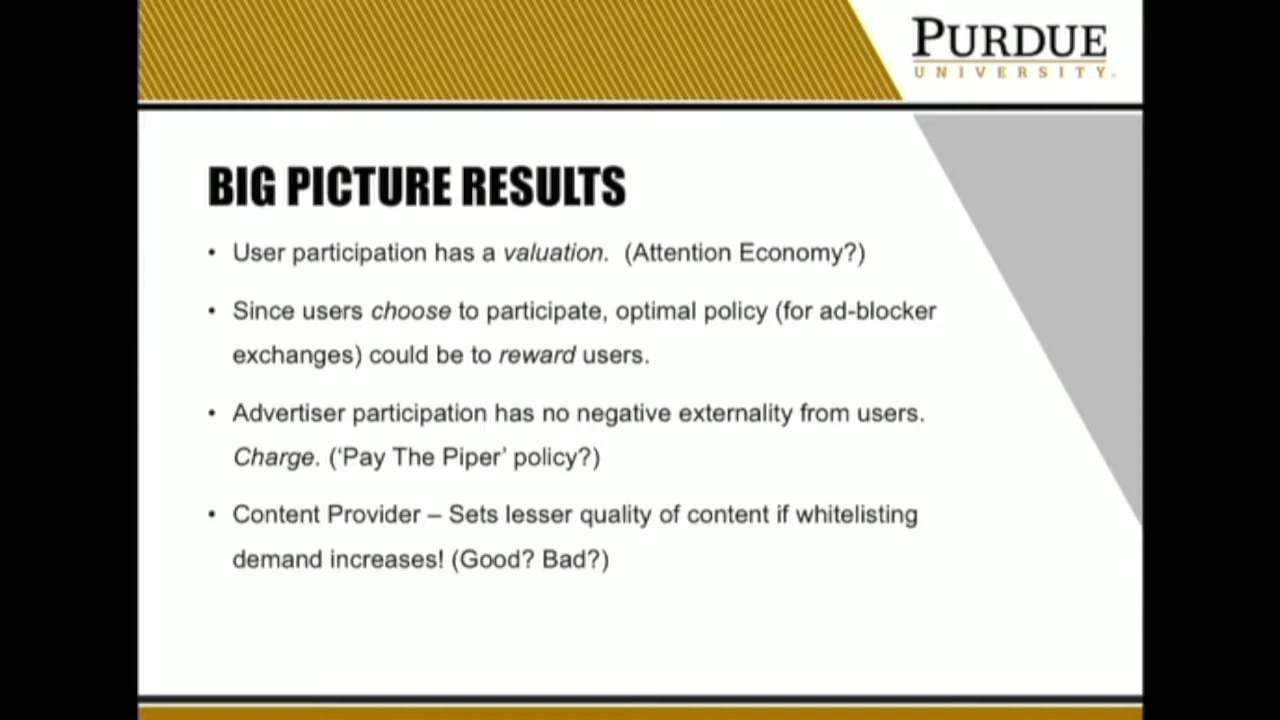 PURDUE
UNIVERSITY.
BIG PICTURE RESULTS
• User participation has a valuation. (Attention Economy?)
• Since users choose to participate, optimal policy (for ad-blocker
exchanges) could be to reward users.
• Advertiser participation has no negative externality from users.
Charge. (‘Pay The Piper’ policy?)
• Content Provider – Sets lesser quality of content if whitelisting
demand increases! (Good? Bad?)